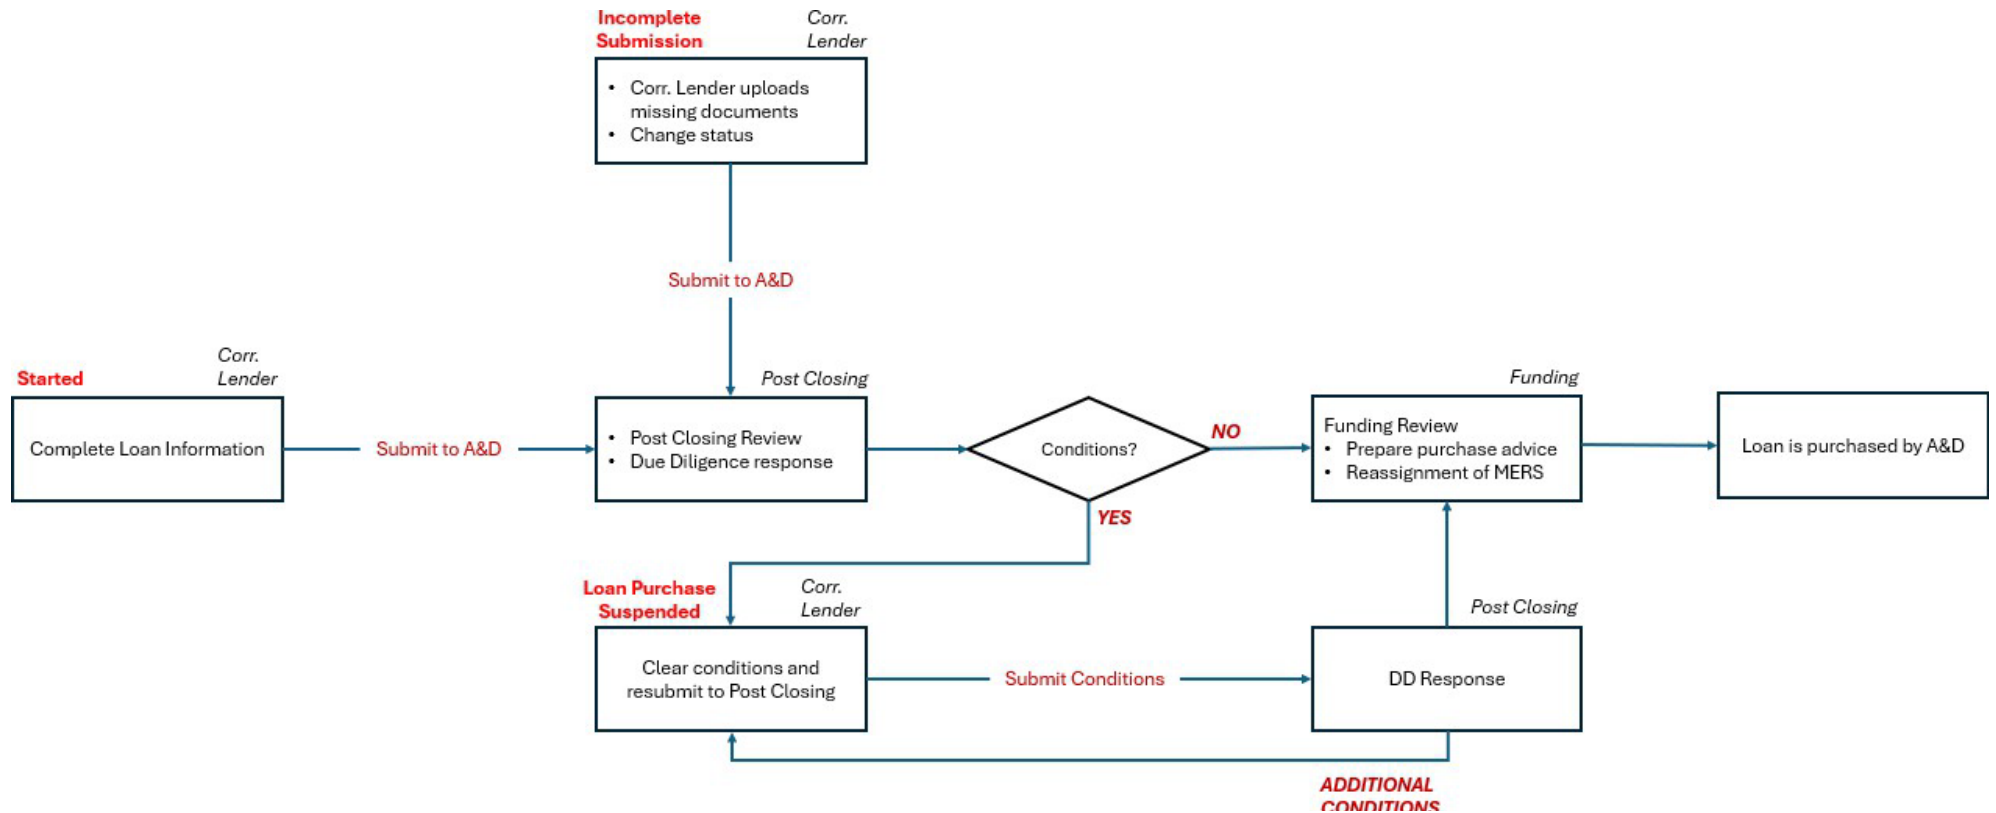 Incomplete
Submission
Corr.
Lender
• Corr. Lender uploads
missing documents
• Change status
Submit to A&D
Started
Corr.
Lender
Complete Loan Information
Submit to A&D
Post Closing
• Post Closing Review
• Due Diligence response
Conditions?
NO
YES
Funding
Funding Review
• Prepare purchase advice
• Reassignment of MERS
Loan is purchased by A&D
Loan Purchase
Suspended
Corr.
Lender
Clear conditions and
resubmit to Post Closing
Submit Conditions
Post Closing
DD Response
ADDITIONAL
CONDITIONS